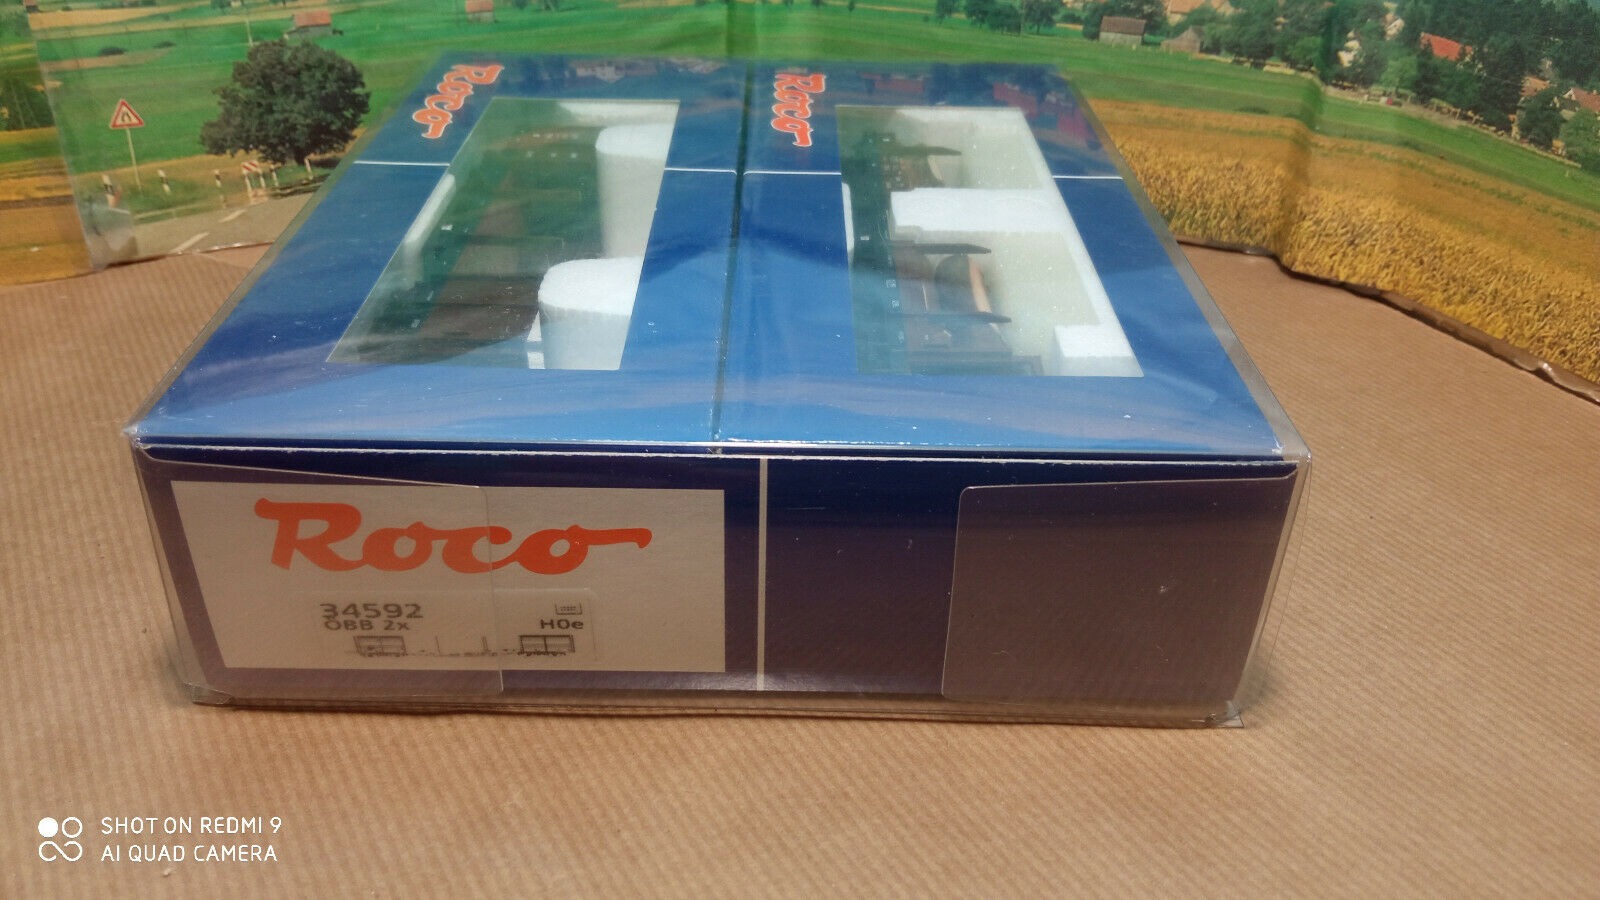 Roco
Roco
Roco
34592
ÖBB 2x
H0e
SHOT ON REDMI 9
AI QUAD CAMERA